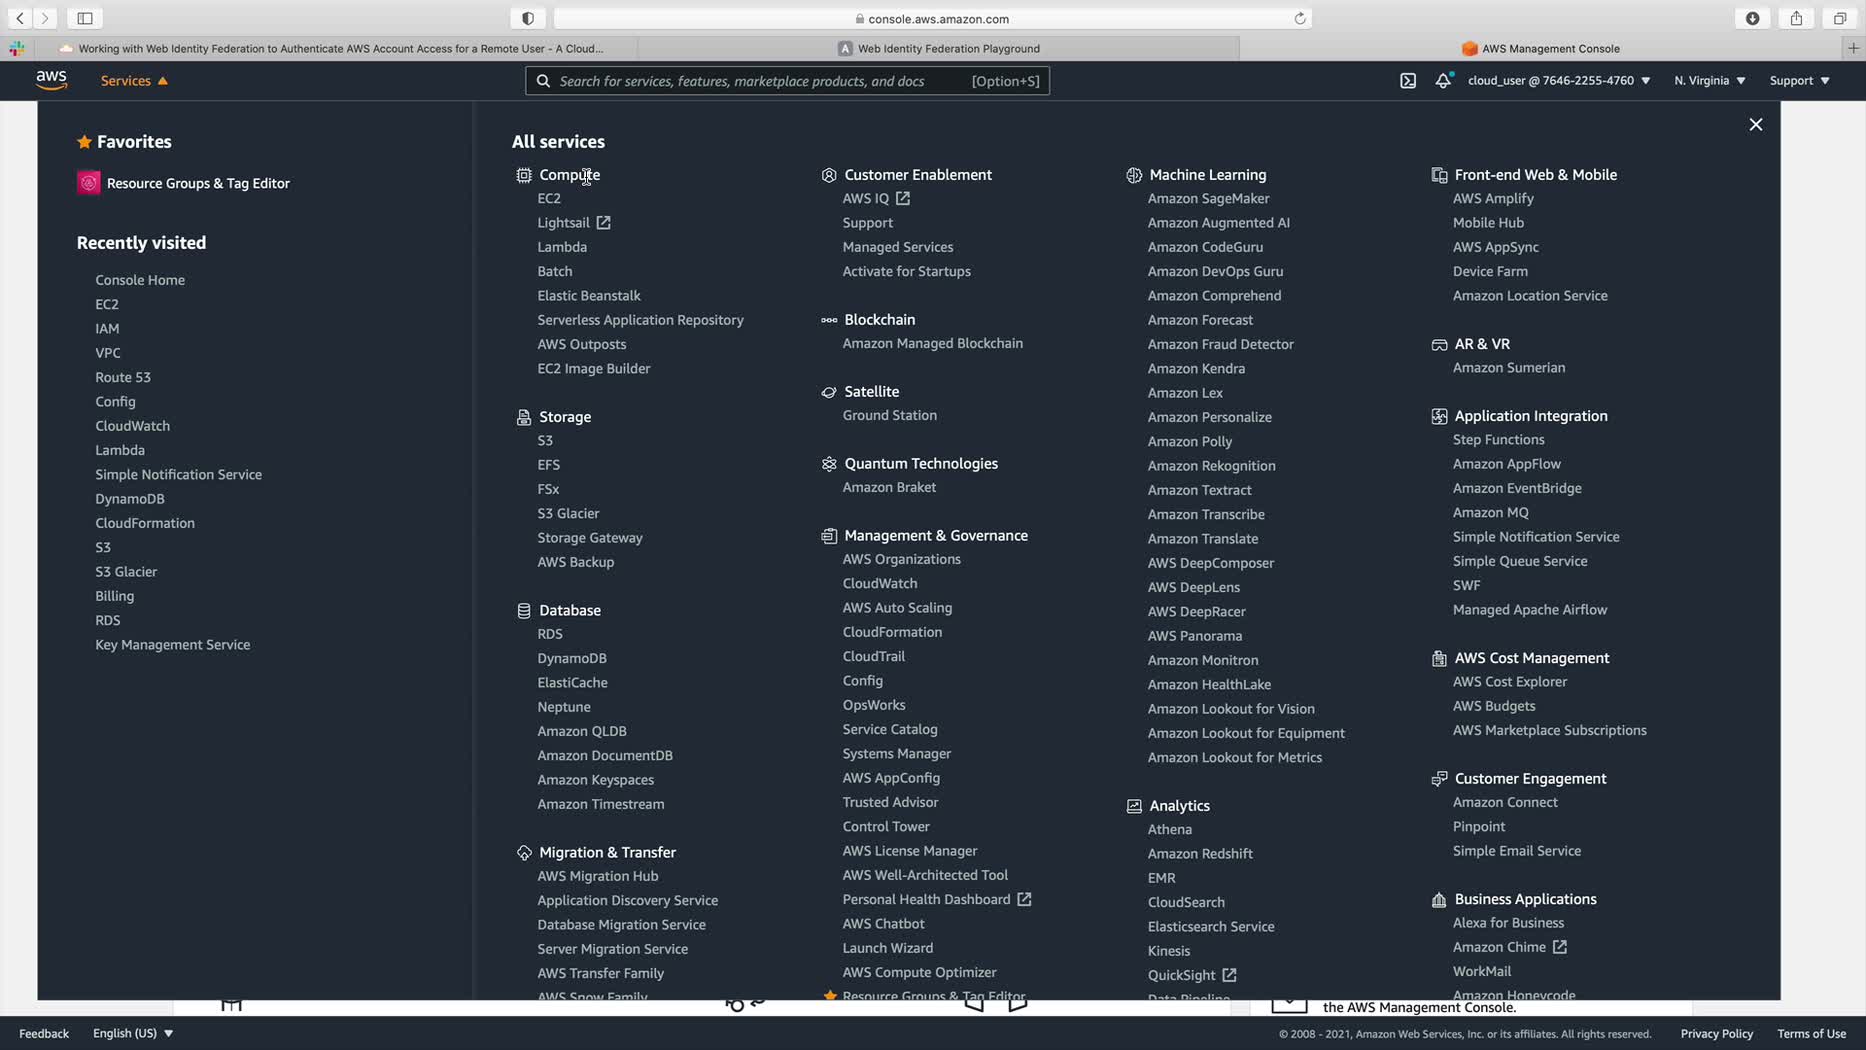 console.aws.amazon.com
Working with Web Identity Federation to Authenticate AWS Account Access for a Remote User - A Cloud...
Web Identity Federation Playground
AWS Management Console
aws
Services
Search for services, features, marketplace products, and docs
[Option+S]
cloud_user @ 7646-2255-4760
N. Virginia
Support
Favorites
Resource Groups & Tag Editor
Recently visited
Console Home
EC2
IAM
VPC
Route 53
Config
CloudWatch
Lambda
Simple Notification Service
DynamoDB
CloudFormation
S3
S3 Glacier
Billing
RDS
Key Management Service
All services
Compute
EC2
Lightsail
Lambda
Batch
Elastic Beanstalk
Serverless Application Repository
AWS Outposts
EC2 Image Builder
Storage
S3
EFS
FSx
S3 Glacier
Storage Gateway
AWS Backup
Database
RDS
DynamoDB
ElastiCache
Neptune
Amazon QLDB
Amazon DocumentDB
Amazon Keyspaces
Amazon Timestream
Migration & Transfer
AWS Migration Hub
Application Discovery Service
Database Migration Service
Server Migration Service
AWS Transfer Family
AWS Snow Family
Customer Enablement
AWS IQ
Support
Managed Services
Activate for Startups
Blockchain
Amazon Managed Blockchain
Satellite
Ground Station
Quantum Technologies
Amazon Braket
Management & Governance
AWS Organizations
CloudWatch
AWS Auto Scaling
CloudFormation
CloudTrail
Config
OpsWorks
Service Catalog
Systems Manager
AWS AppConfig
Trusted Advisor
Control Tower
AWS License Manager
AWS Well-Architected Tool
Personal Health Dashboard
AWS Chatbot
Launch Wizard
AWS Compute Optimizer
Resource Groups & Tag Editor
Machine Learning
Amazon SageMaker
Amazon Augmented AI
Amazon CodeGuru
Amazon DevOps Guru
Amazon Comprehend
Amazon Forecast
Amazon Fraud Detector
Amazon Kendra
Amazon Lex
Amazon Personalize
Amazon Polly
Amazon Rekognition
Amazon Textract
Amazon Transcribe
Amazon Translate
AWS DeepComposer
AWS DeepLens
AWS DeepRacer
AWS Panorama
Amazon Monitron
Amazon HealthLake
Amazon Lookout for Vision
Amazon Lookout for Equipment
Amazon Lookout for Metrics
Analytics
Athena
Amazon Redshift
EMR
CloudSearch
Elasticsearch Service
Kinesis
QuickSight
Data Pipeline
Front-end Web & Mobile
AWS Amplify
Mobile Hub
AWS AppSync
Device Farm
Amazon Location Service
AR & VR
Amazon Sumerian
Application Integration
Step Functions
Amazon AppFlow
Amazon EventBridge
Amazon MQ
Simple Notification Service
Simple Queue Service
SWF
Managed Apache Airflow
AWS Cost Management
AWS Cost Explorer
AWS Budgets
AWS Marketplace Subscriptions
Customer Engagement
Amazon Connect
Pinpoint
Simple Email Service
Business Applications
Alexa for Business
Amazon Chime
WorkMail
Amazon Honeycode
the AWS Management Console.
Feedback
English (US)
© 2008 - 2021, Amazon Web Services, Inc. or its affiliates. All rights reserved.
Privacy Policy
Terms of Use